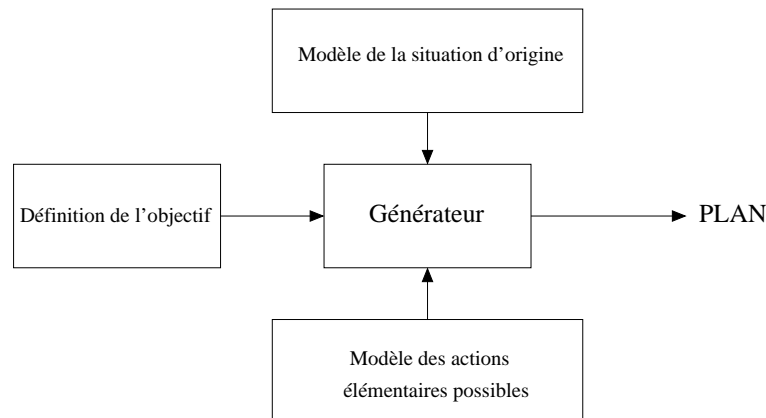 Modèle de la situation d’origine
Définition de l’objectif
Générateur
PLAN
Modèle des actions
élémentaires possibles